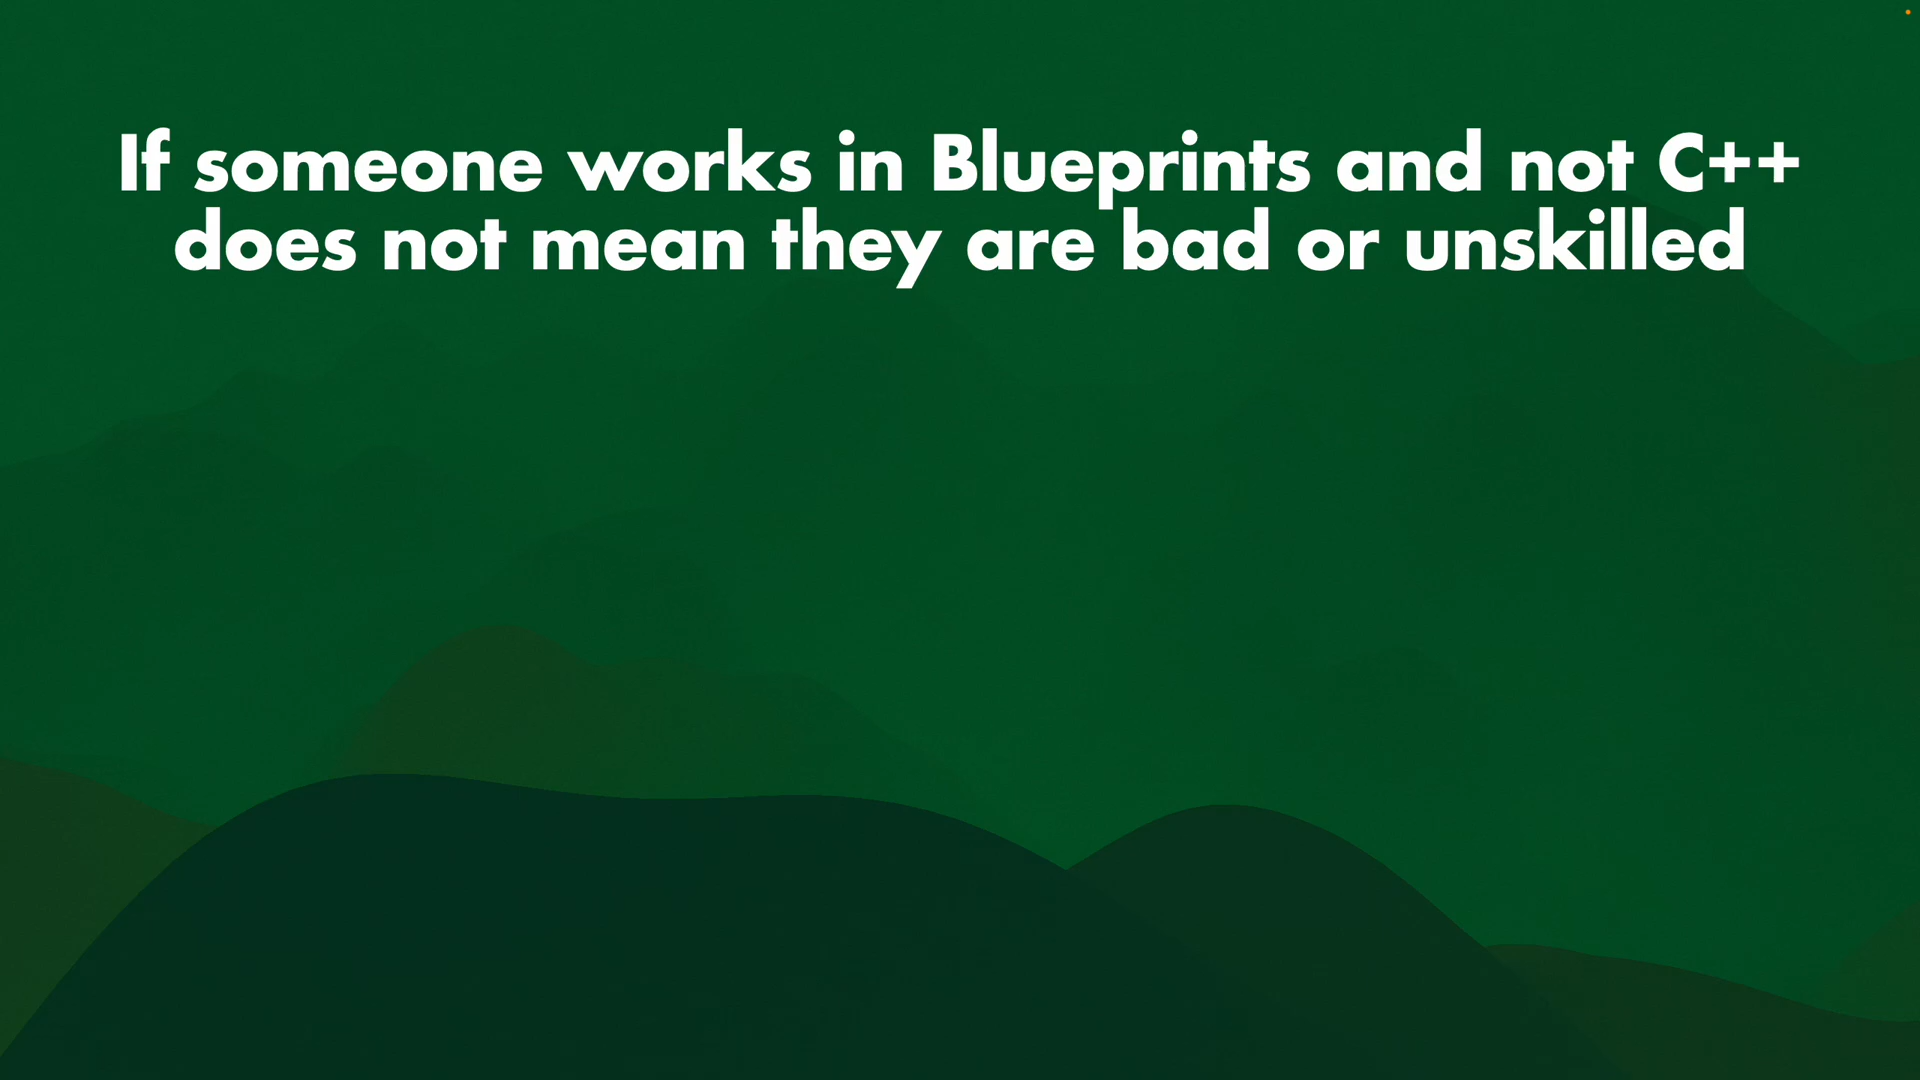 If someone works in Blueprints and not C++
does not mean they are bad or unskilled